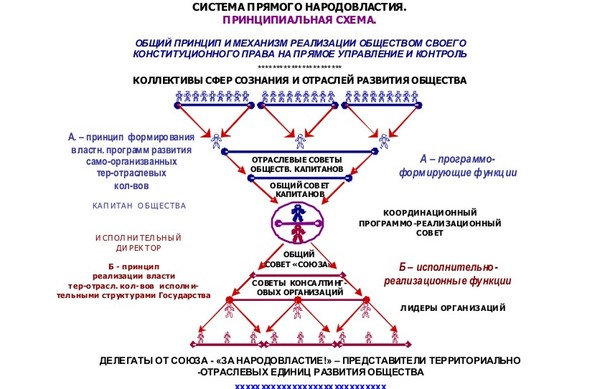 СИСТЕМА ПРЯМОГО НАРОДОВЛАСТИЯ.
ПРИНЦИПИАЛЬНАЯ СХЕМА.
ОБЩИЙ ПРИНЦИП И МЕХАНИЗМ РЕАЛИЗАЦИИ ОБЩЕСТВОМ СВОЕГО
КОНСТИТУЦИОННОГО ПРАВА НА ПРЯМОЕ УПРАВЛЕНИЕ И КОНТРОЛЬ
***********************
КОЛЛЕКТИВЫ СФЕР СОЗНАНИЯ И ОТРАСЛЕЙ РАЗВИТИЯ ОБЩЕСТВА
А. – принцип формирования
властн. программ развития
само-организванных
тер-отраслевых
кол-вов
КАПИТАН ОБЩЕСТВА
ОТРАСЛЕВЫЕ СОВЕТЫ
ОБЩЕСТВ. КАПИТАНОВ
ОБЩИЙ СОВЕТ
КАПИТАНОВ
А – программо-
формирующие функции
КООРДИНАЦИОННЫЙ
ПРОГРАММО-РЕАЛИЗАЦИОННЫЙ
СОВЕТ
ИСПОЛНИТЕЛЬНЫЙ
ДИРЕКТОР
Б - принцип
реализации власти
тер-отрасл. кол-вов исполни-
тельными структурами Государства
ОБЩИЙ
СОВЕТ «СОЮЗА»
СОВЕТЫ КОНСАЛТИНГ-
ОВЫХ ОРГАНИЗАЦИЙ
Б – исполнительно-
реализационные функции
ЛИДЕРЫ ОРГАНИЗАЦИЙ
ДЕЛЕГАТЫ ОТ СОЮЗА - «ЗА НАРОДОВЛАСТИЕ!» – ПРЕДСТАВИТЕЛИ ТЕРРИТОРИАЛЬНО
-ОТРАСЛЕВЫХ ЕДИНИЦ РАЗВИТИЯ ОБЩЕСТВА
ХХХХХХХХХХХХХХХХХХХХХХХХХХХ